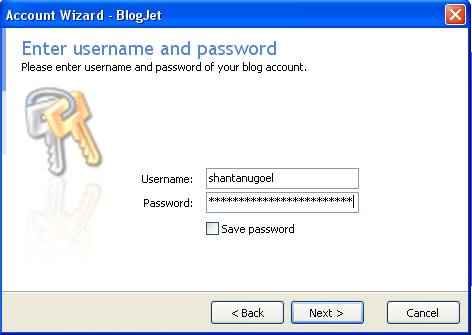 Account Wizard - BlogJet
Enter username and password
Please enter username and password of your blog account.
Username: shantanugoel
Password: ************************
Save password
< Back Next > Cancel